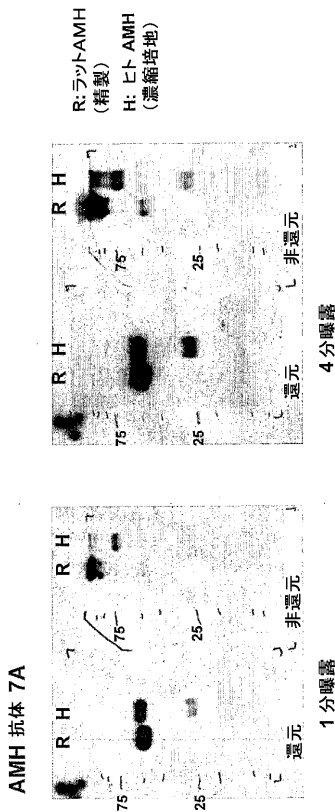 AMH 抗体 7A
R H
R H
75
25
75
25
還元
非還元
1 分曝露
R H
R H
75
25
75
25
還元
非還元
4 分曝露
R: ラットAMH
(精製)
H: ヒト AMH
(濃縮培地)